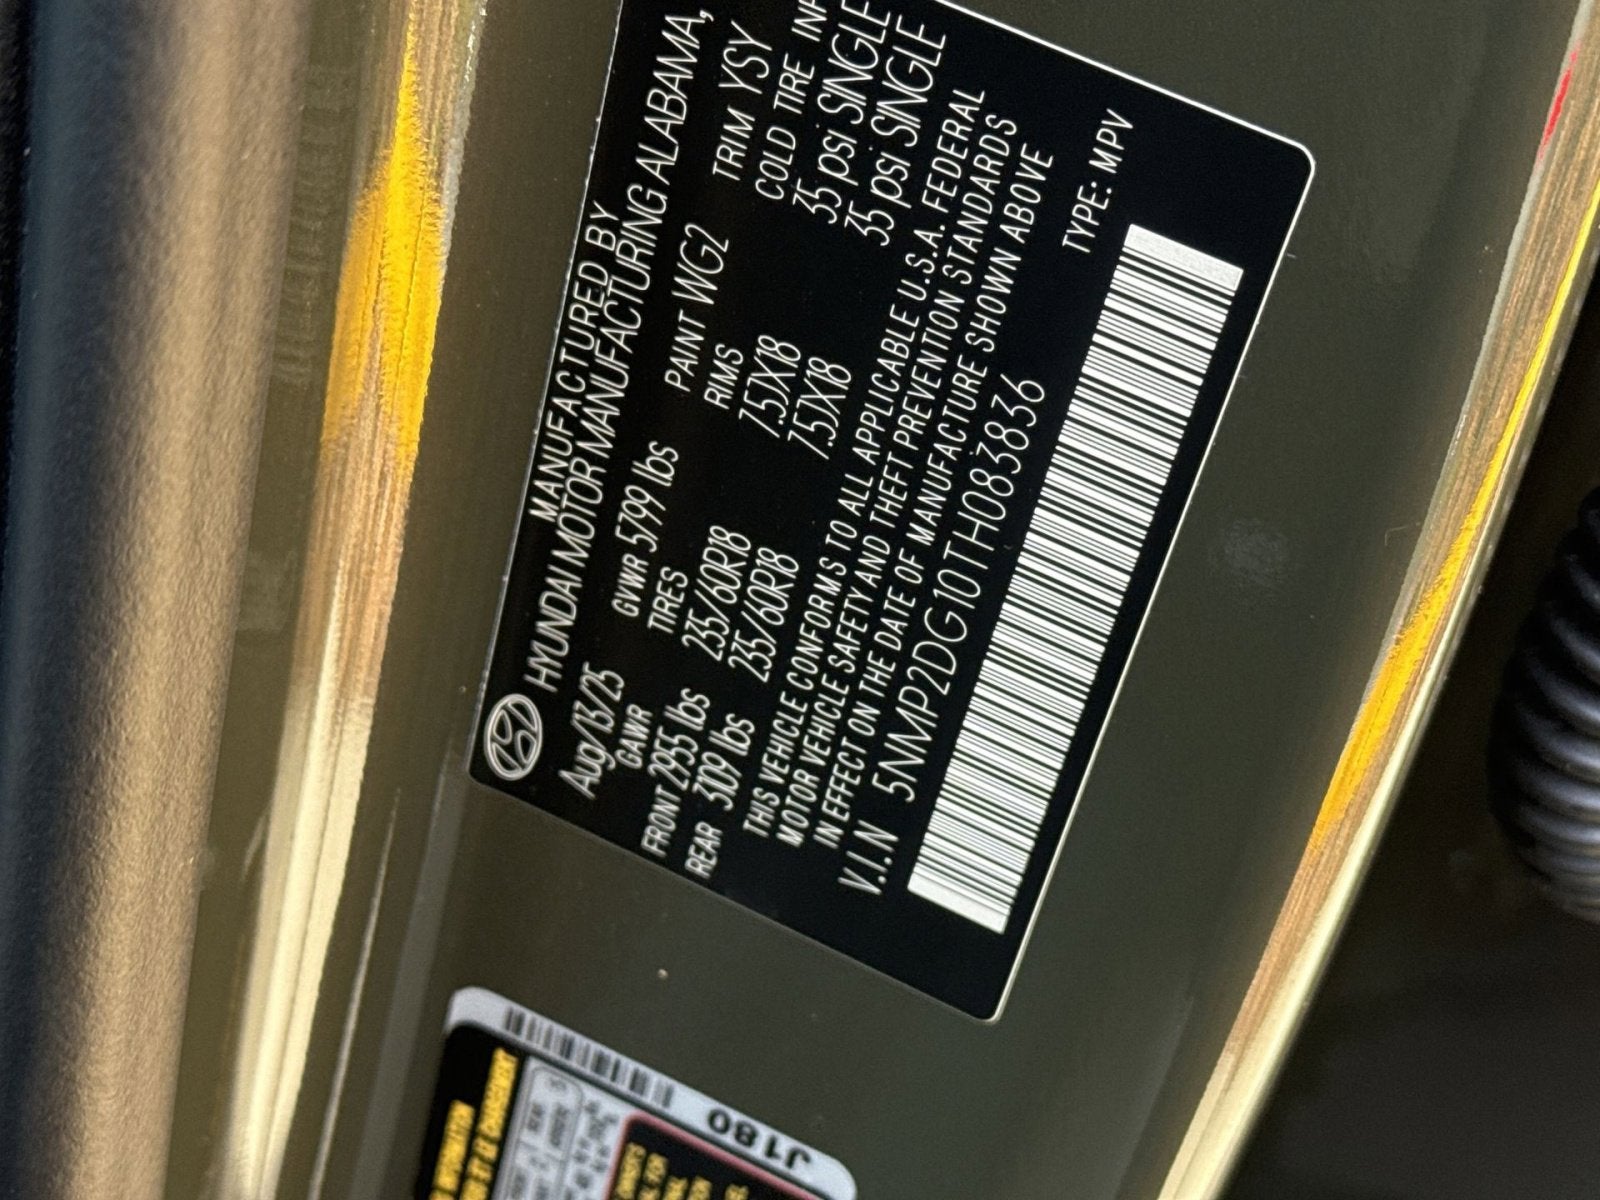 MANUFACTURED BY
HYUNDAI MOTOR MANUFACTURING ALABAMA,
Aug/13/25 GVWR 5799 lbs PAINT WG2 TRIM YSY
GAWR TIRES RIMS COLD TIRE
FRONT 2955 lbs 235/60R18 7.5JX18 35 psi SINGLE
REAR 3109 lbs 235/60R18 7.5JX18 35 psi SINGLE
THIS VEHICLE CONFORMS TO ALL APPLICABLE U.S.A. FEDERAL
MOTOR VEHICLE SAFETY AND THEFT PREVENTION STANDARDS
IN EFFECT ON THE DATE OF MANUFACTURE SHOWN ABOVE
V.I.N 5NMP2DG10TH083836
TYPE: MPV
J180